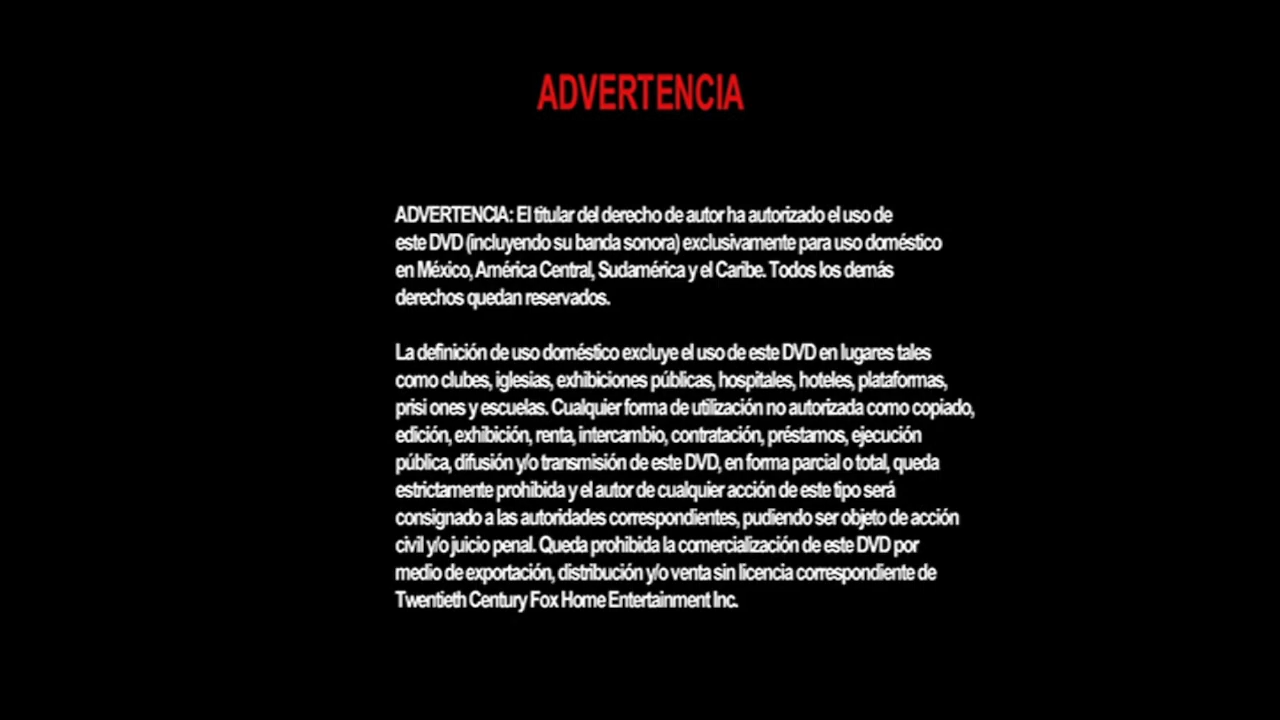 ADVERTENCIA
ADVERTENCIA: El titular del derecho de autor ha autorizado el uso de
este DVD (incluyendo su banda sonora) exclusivamente para uso doméstico
en México, América Central, Sudamérica y el Caribe. Todos los demás
derechos quedan reservados.
La definición de uso doméstico excluye el uso de este DVD en lugares tales
como clubes, iglesias, exhibiciones públicas, hospitales, hoteles, plataformas,
prisi ones y escuelas. Cualquier forma de utilización no autorizada como copiado,
edición, exhibición, renta, intercambio, contratación, préstamos, ejecución
pública, difusión y/o transmisión de este DVD, en forma parcial o total, queda
estrictamente prohibida y el autor de cualquier acción de este tipo será
consignado a las autoridades correspondientes, pudiendo ser objeto de acción
civil y/o juicio penal. Queda prohibida la comercialización de este DVD por
medio de exportación, distribución y/o venta sin licencia correspondiente de
Twentieth Century Fox Home Entertainment Inc.